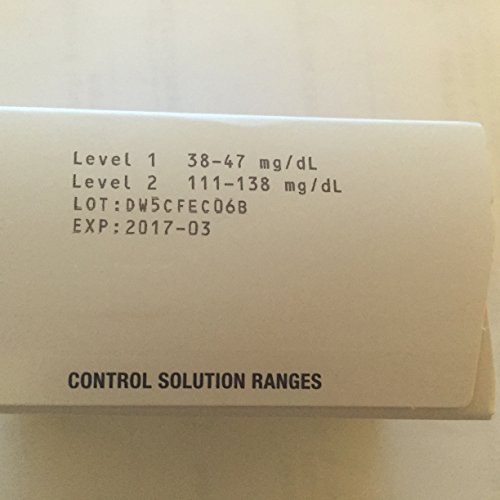 Level 1 38-47 mg/dL
Level 2 111-138 mg/dL
LOT:DW5CFEC06B
EXP:2017-03
CONTROL SOLUTION RANGES